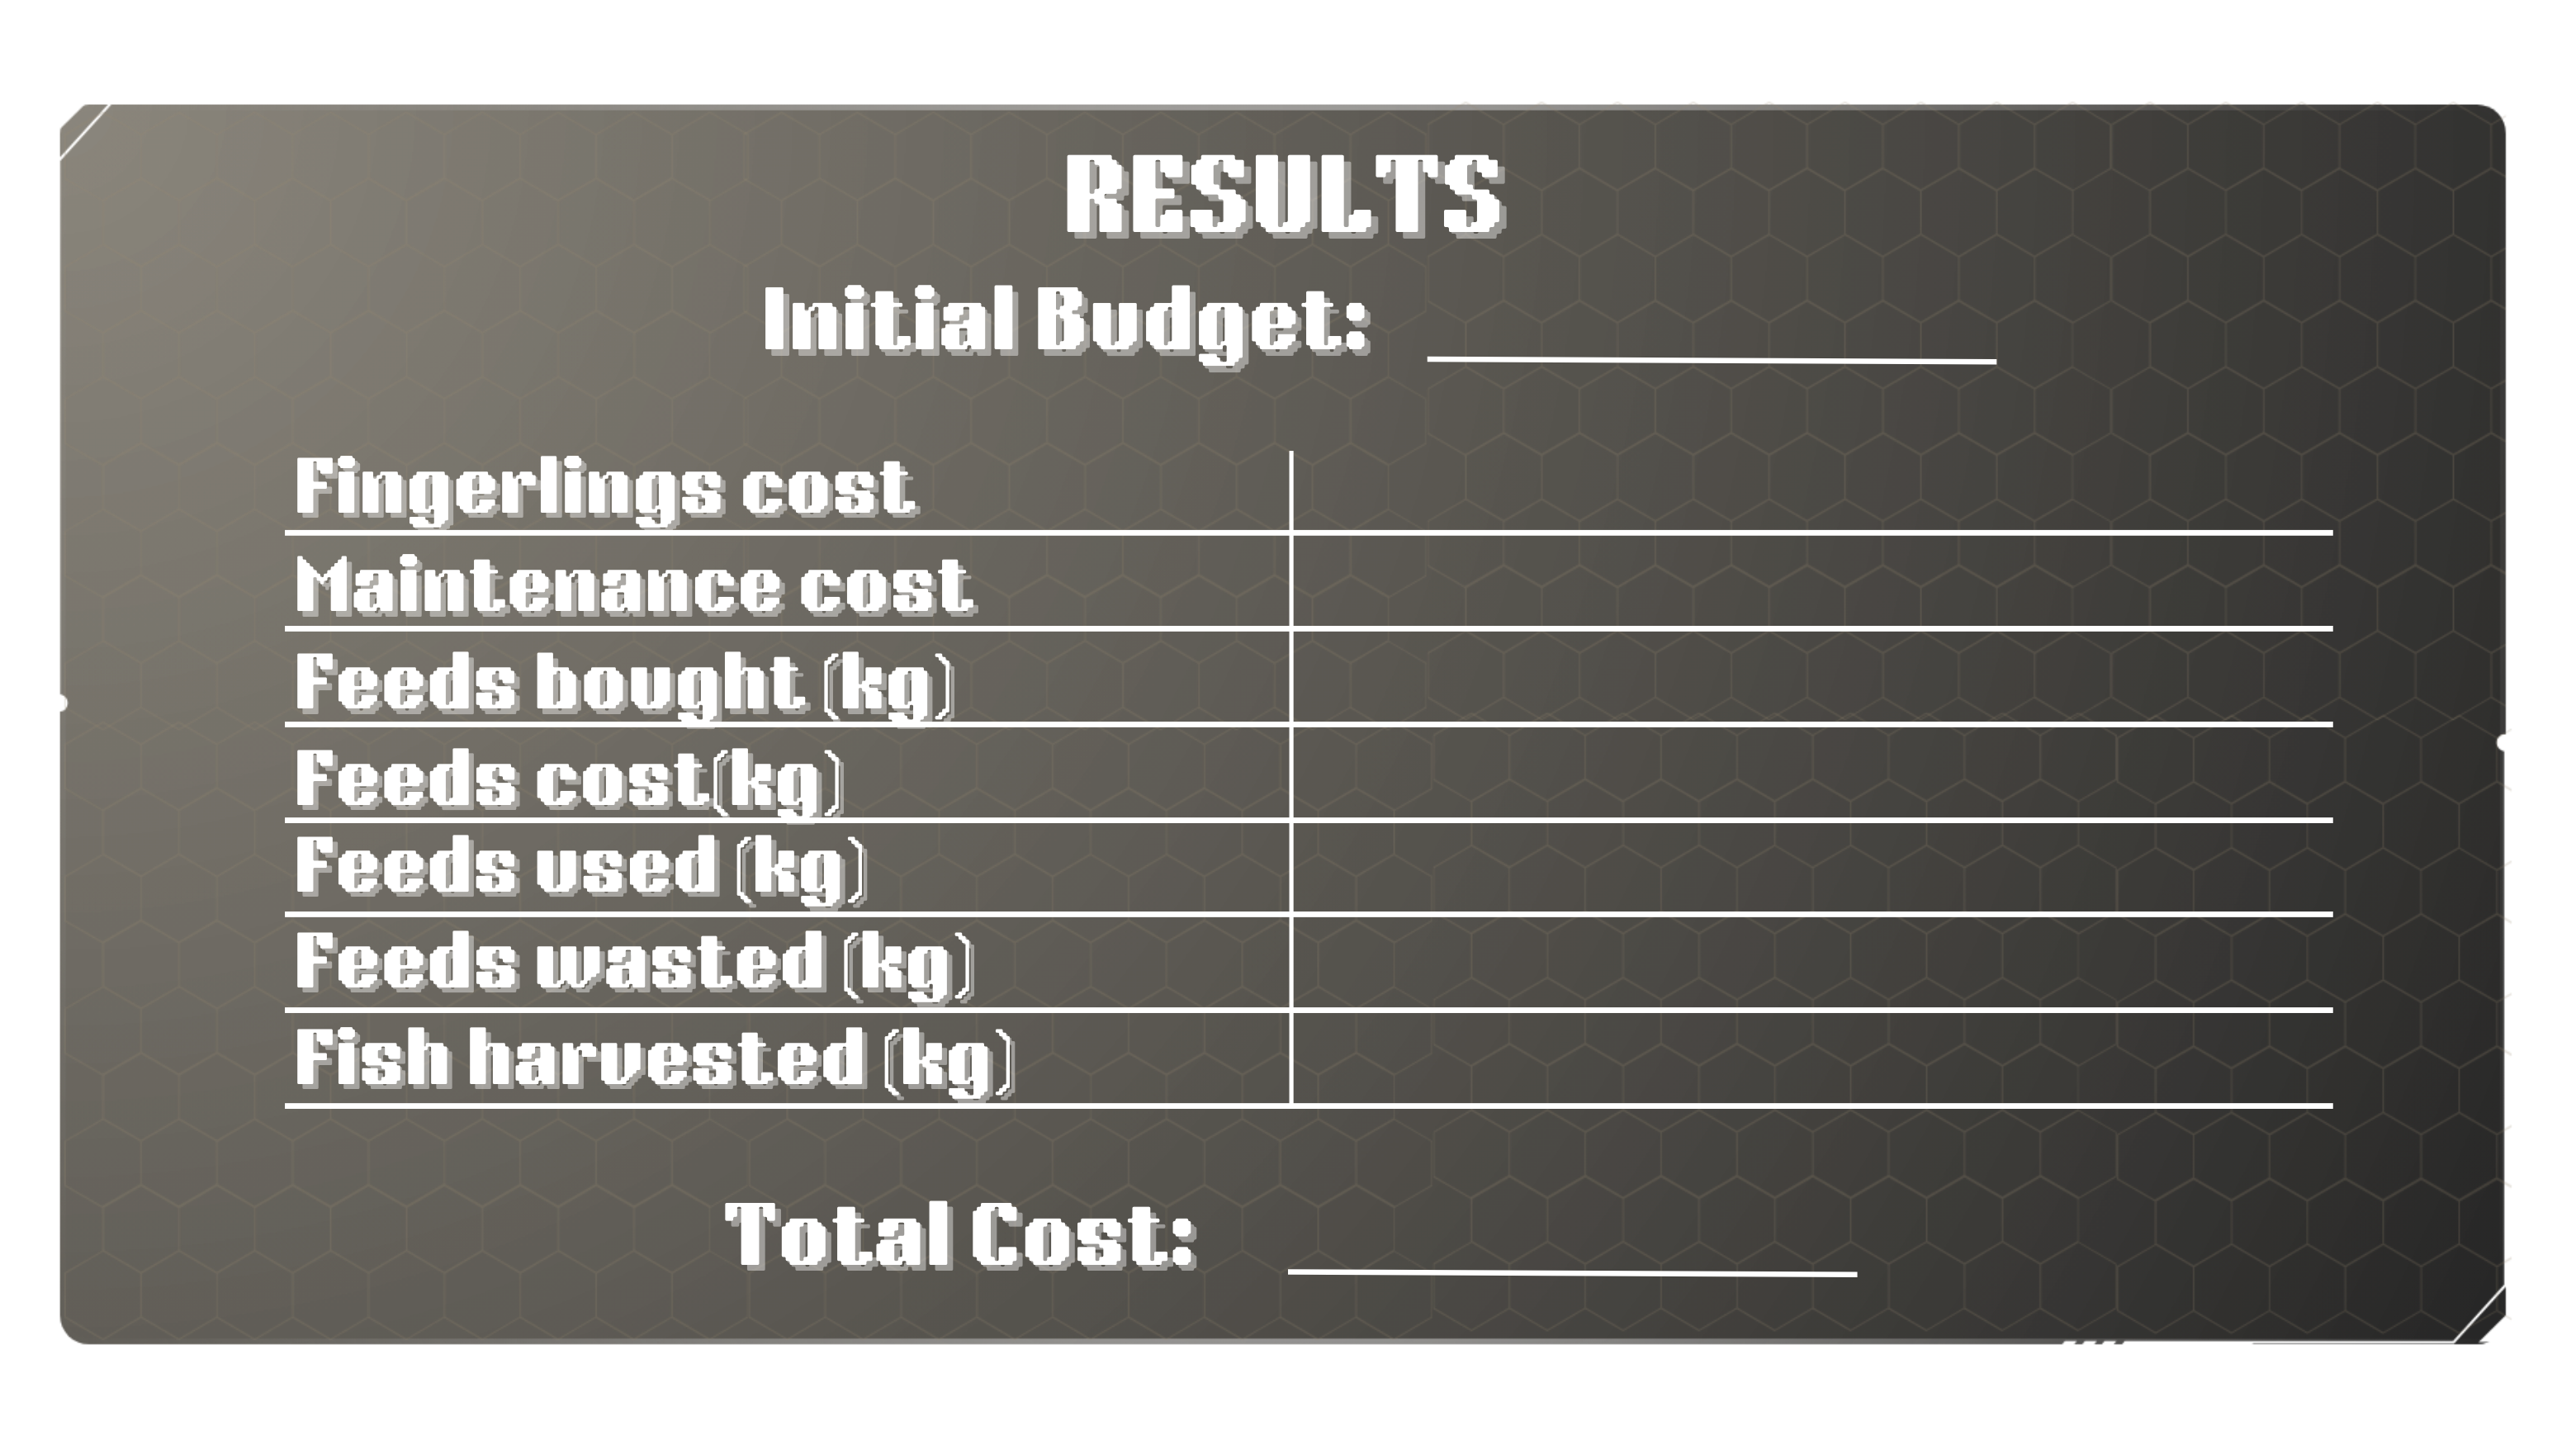 RESULTS
Initial Budget:
Fingerlings cost
Maintenance cost
Feeds bought (kg)
Feeds cost(kg)
Feeds used (kg)
Feeds wasted (kg)
Fish harvested (kg)
Total Cost: